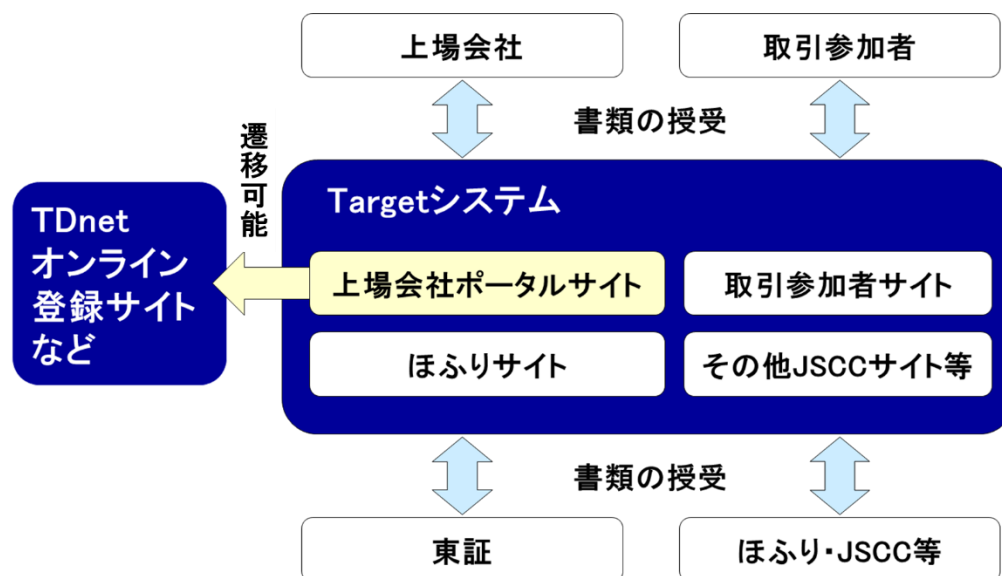 上場会社
取引参加者
書類の授受
遷移可能
Targetシステム
TDnet
オンライン
登録サイト
など
上場会社ポータルサイト
取引参加者サイト
ほふりサイト
その他JSCCサイト等
書類の授受
東証
ほふり・JSCC等